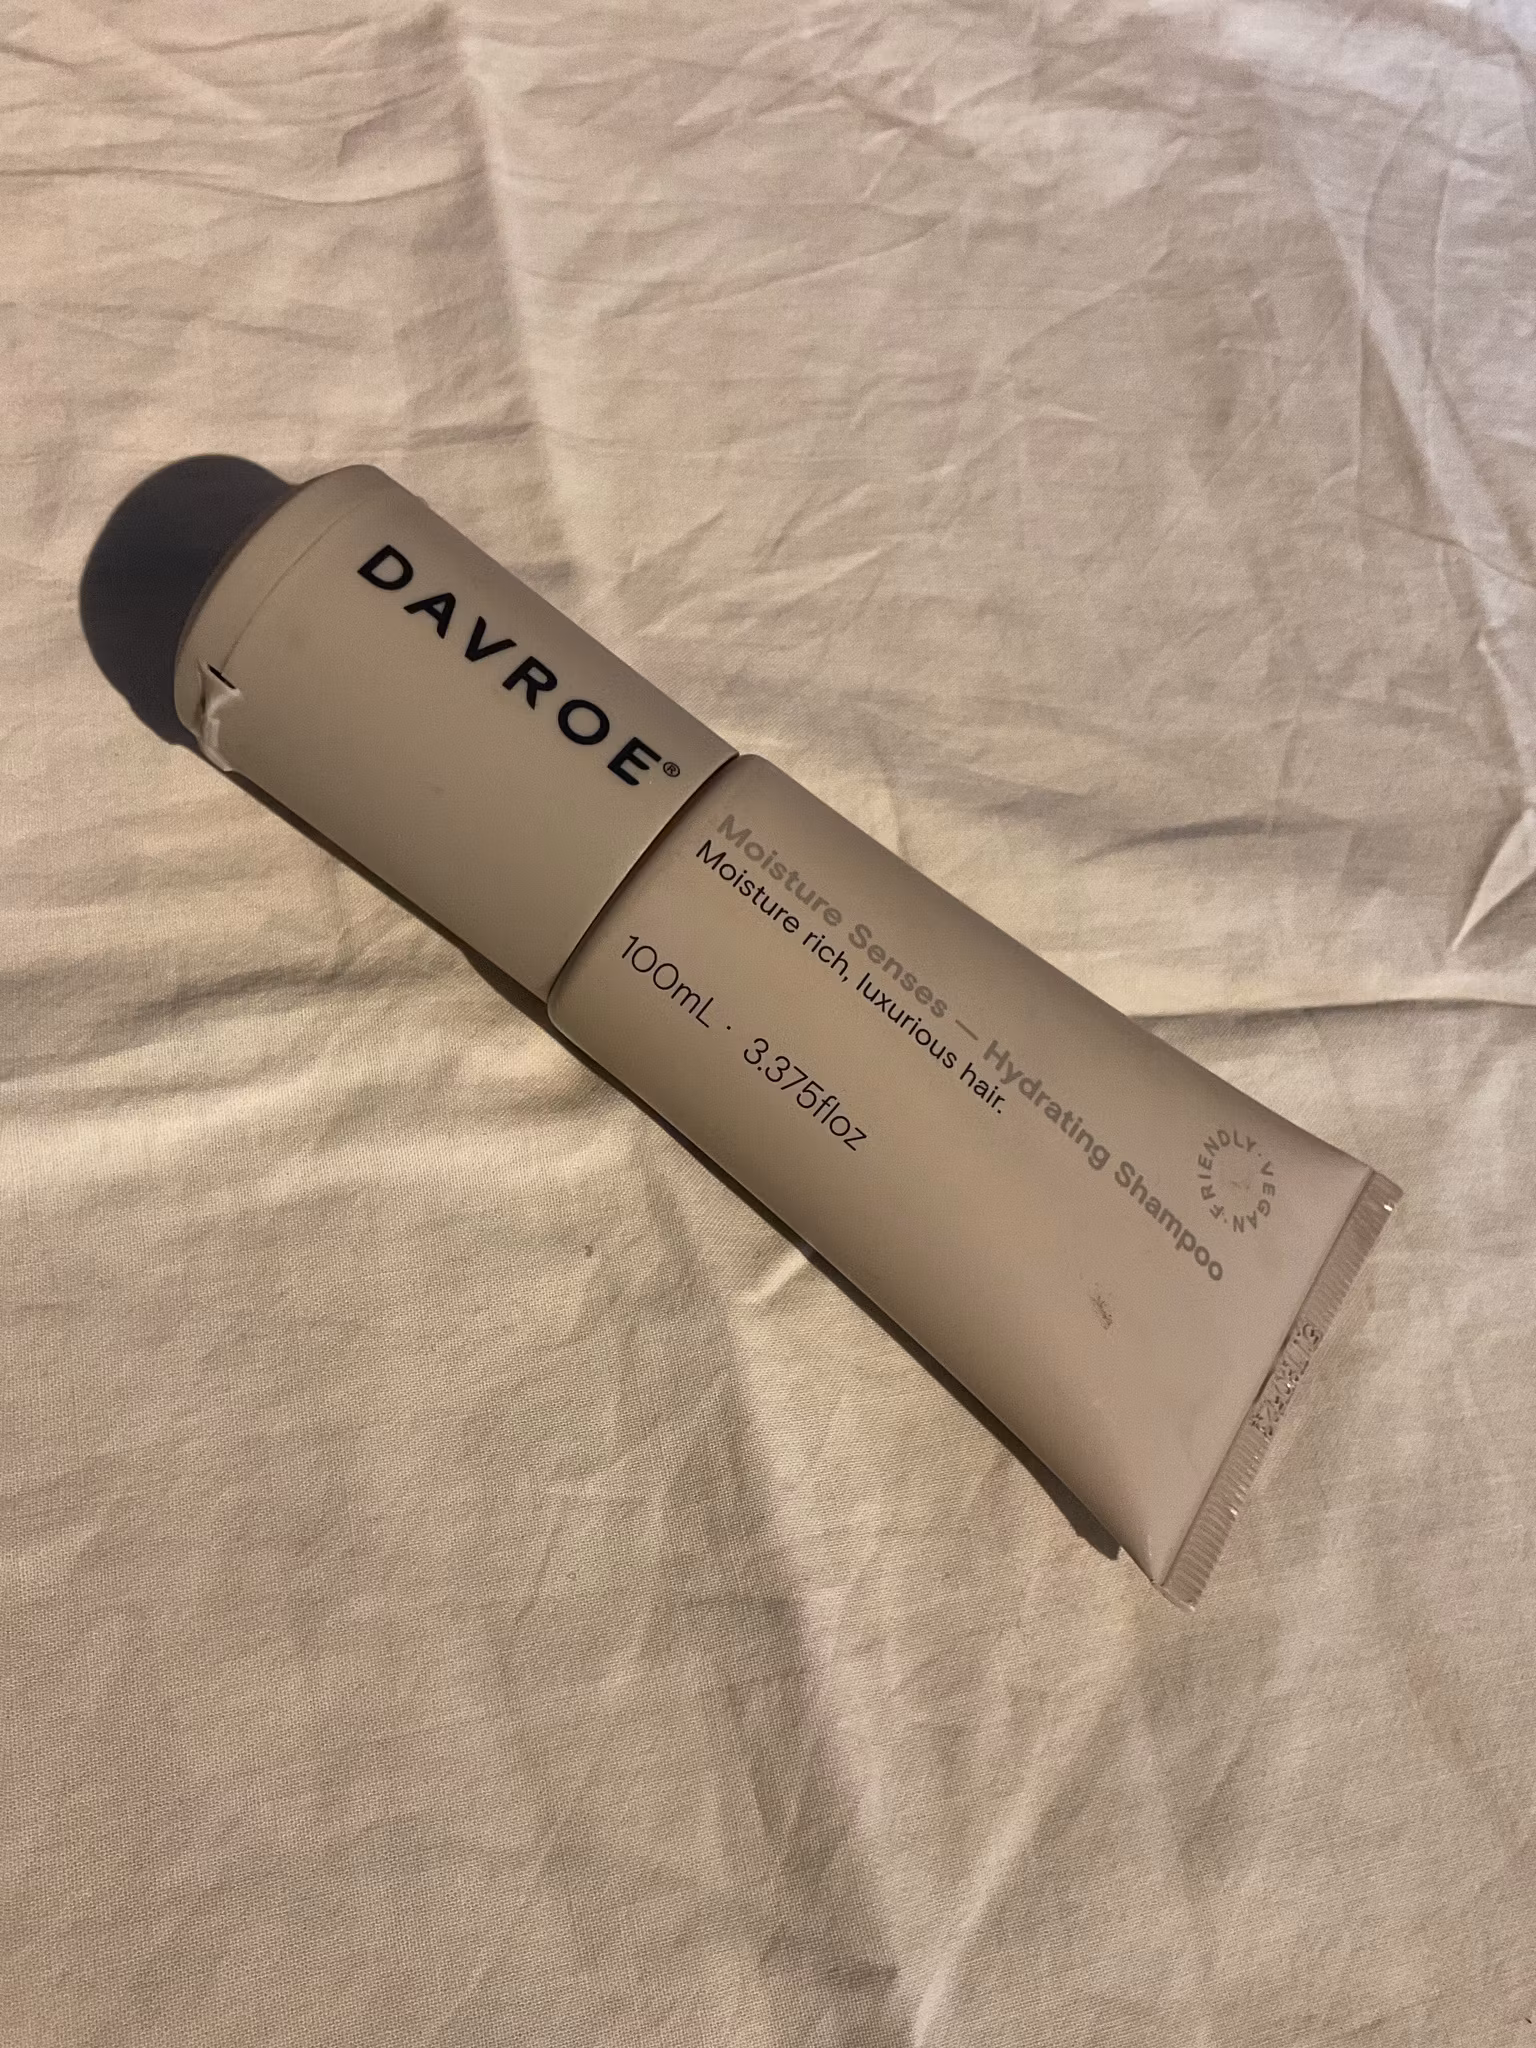 DAVROE®
Moisture Senses — Hydrating Shampoo
Moisture rich, luxurious hair.
100mL · 3.375floz
VEGAN · FRIENDLY ·